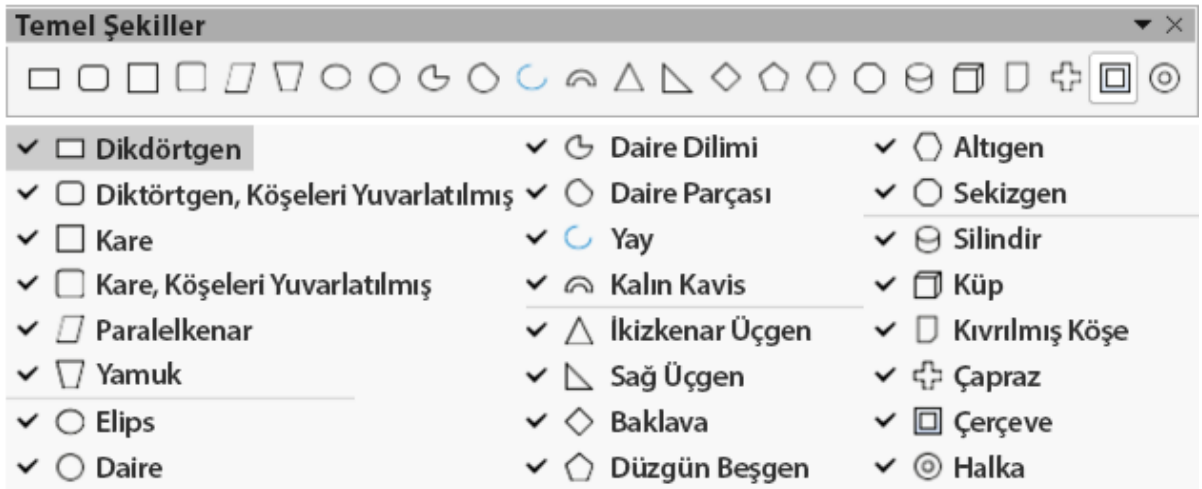 Temel Şekiller
Dikdörtgen
Diktörtgen, Köşeleri Yuvarlatılmış
Kare
Kare, Köşeleri Yuvarlatılmış
Paralelkenar
Yamuk
Elips
Daire
Daire Dilimi
Daire Parçası
Yay
Kalın Kavis
İkizkenar Üçgen
Sağ Üçgen
Baklava
Düzgün Beşgen
Altıgen
Sekizgen
Silindir
Küp
Kıvrılmış Köşe
Çapraz
Çerçeve
Halka